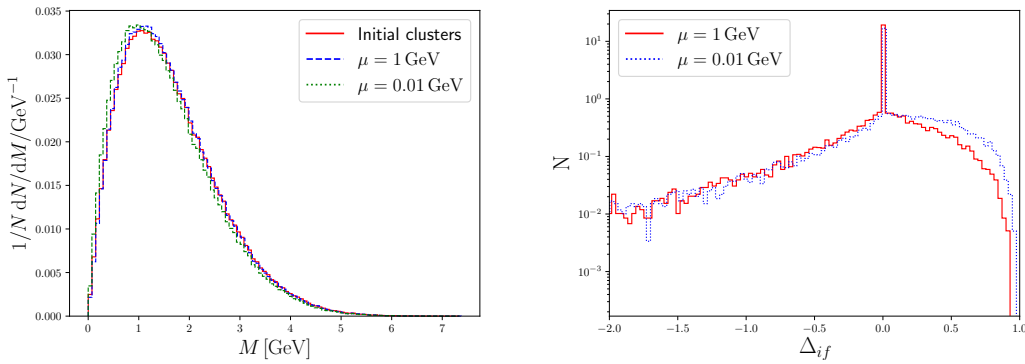 0.035
0.030
0.025
0.020
0.015
0.010
0.005
0.000
1/N dN/dM/GeV⁻¹
0 1 2 3 4 5 6 7
M [GeV]
Initial clusters
μ = 1 GeV
μ = 0.01 GeV
10¹
10⁰
10⁻¹
10⁻²
10⁻³
N
−2.0 −1.5 −1.0 −0.5 0.0 0.5 1.0
Δ_{if}
μ = 1 GeV
μ = 0.01 GeV